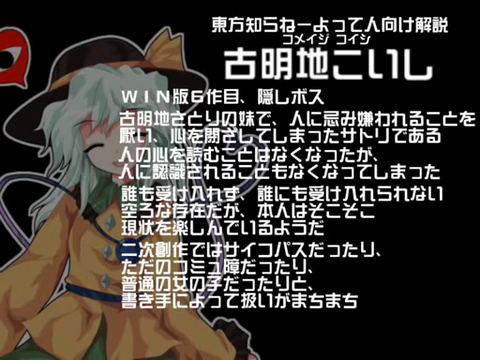 東方知らねーよって人向け解説
コメイジ コイシ
古明地こいし
WIN版6作目、隠しボス
古明地さとりの妹で、人に忌み嫌われることを
厭い、心を閉ざしてしまったサトリである
人の心を読むことはなくなったが、
人に認識されることもなくなってしまった
誰も受け入れず、誰にも受け入れられない
空ろな存在だが、本人はそこそこ
現状を楽しんでいるようだ
二次創作ではサイコパスだったり、
ただのコミュ障だったり、
普通の女の子だったりと、
書き手によって扱いがまちまち